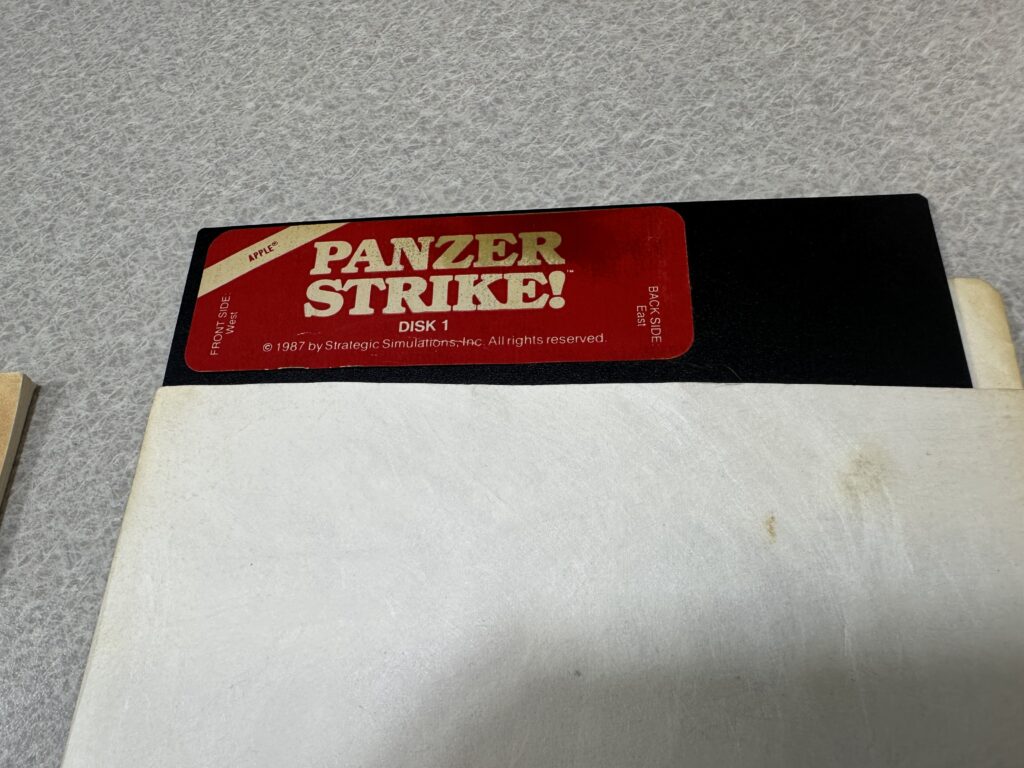 APPLE®
PANZER
STRIKE!™
DISK 1
© 1987 by Strategic Simulations, Inc. All rights reserved.
FRONT SIDE
West
BACK SIDE
East